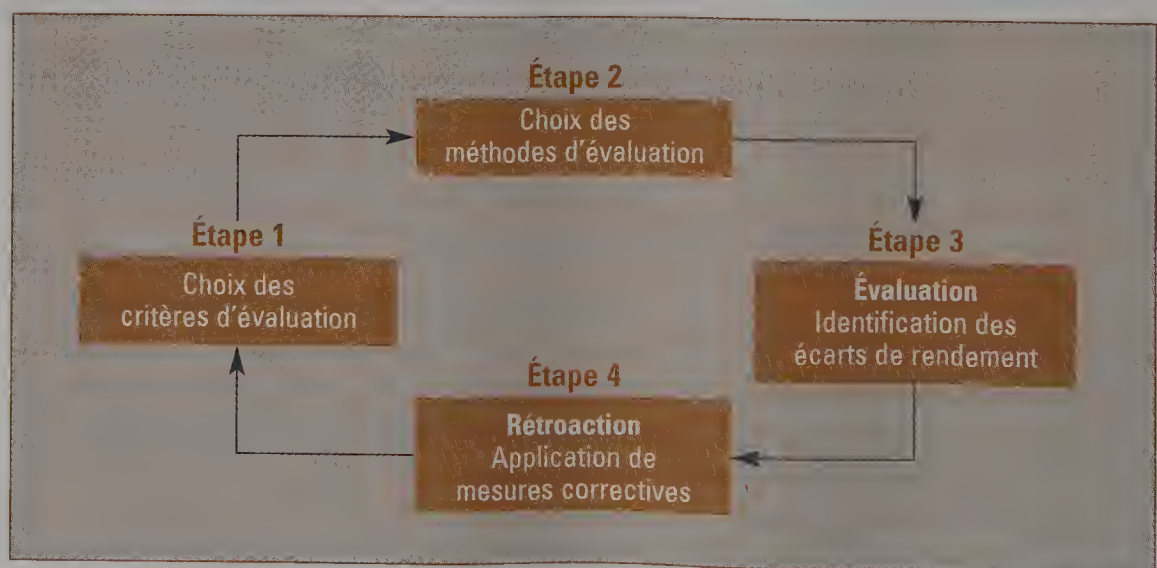 Étape 2
Choix des
méthodes d'évaluation
Étape 1
Choix des
critères d'évaluation
Étape 3
Évaluation
Identification des
écarts de rendement
Étape 4
Rétroaction
Application de
mesures correctives